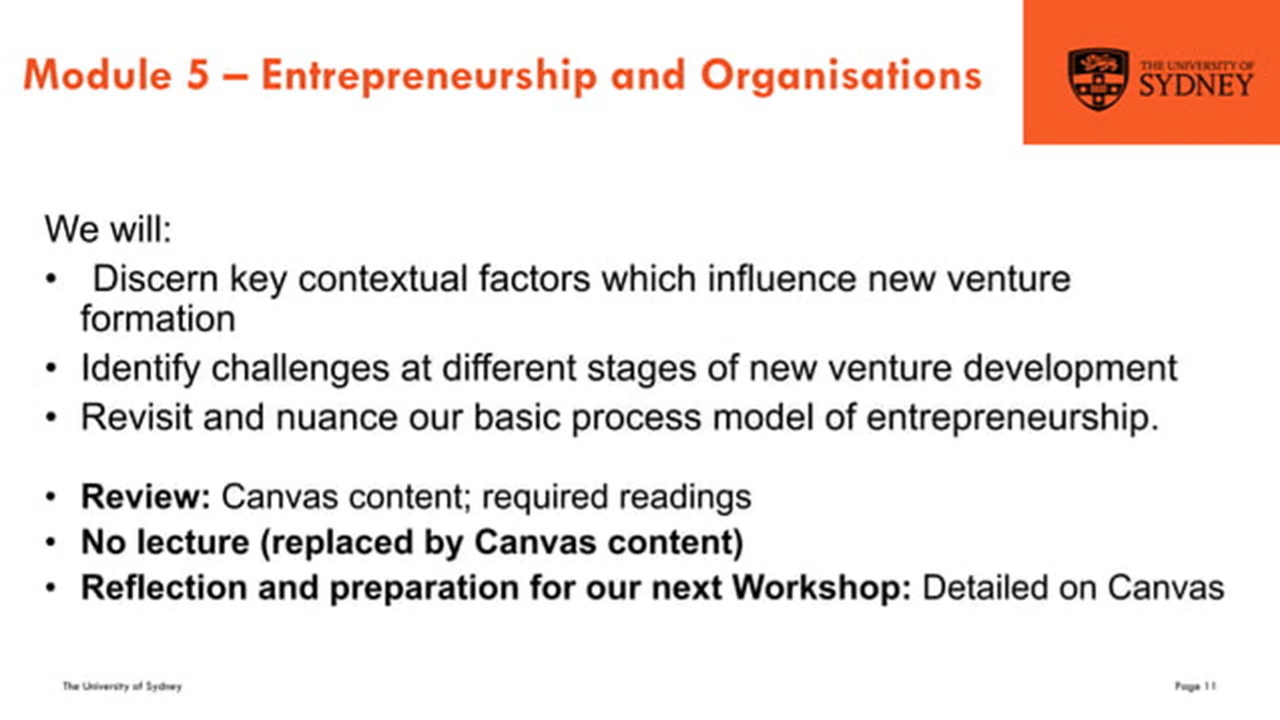 Module 5 – Entrepreneurship and Organisations
THE UNIVERSITY OF
SYDNEY
We will:
• Discern key contextual factors which influence new venture
formation
• Identify challenges at different stages of new venture development
• Revisit and nuance our basic process model of entrepreneurship.
• Review: Canvas content; required readings
• No lecture (replaced by Canvas content)
• Reflection and preparation for our next Workshop: Detailed on Canvas
The University of Sydney
Page 11